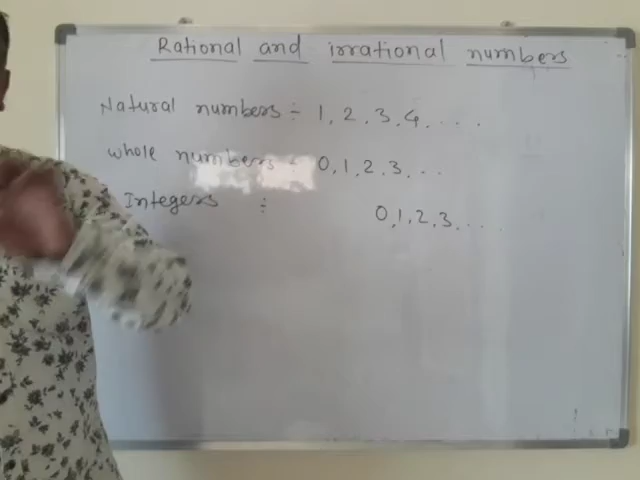 Rational and irrational numbers
Natural numbers ÷ 1, 2, 3, 4, ....
whole numbers ÷ 0, 1, 2, 3, ...
Integers ÷ 0, 1, 2, 3, ....